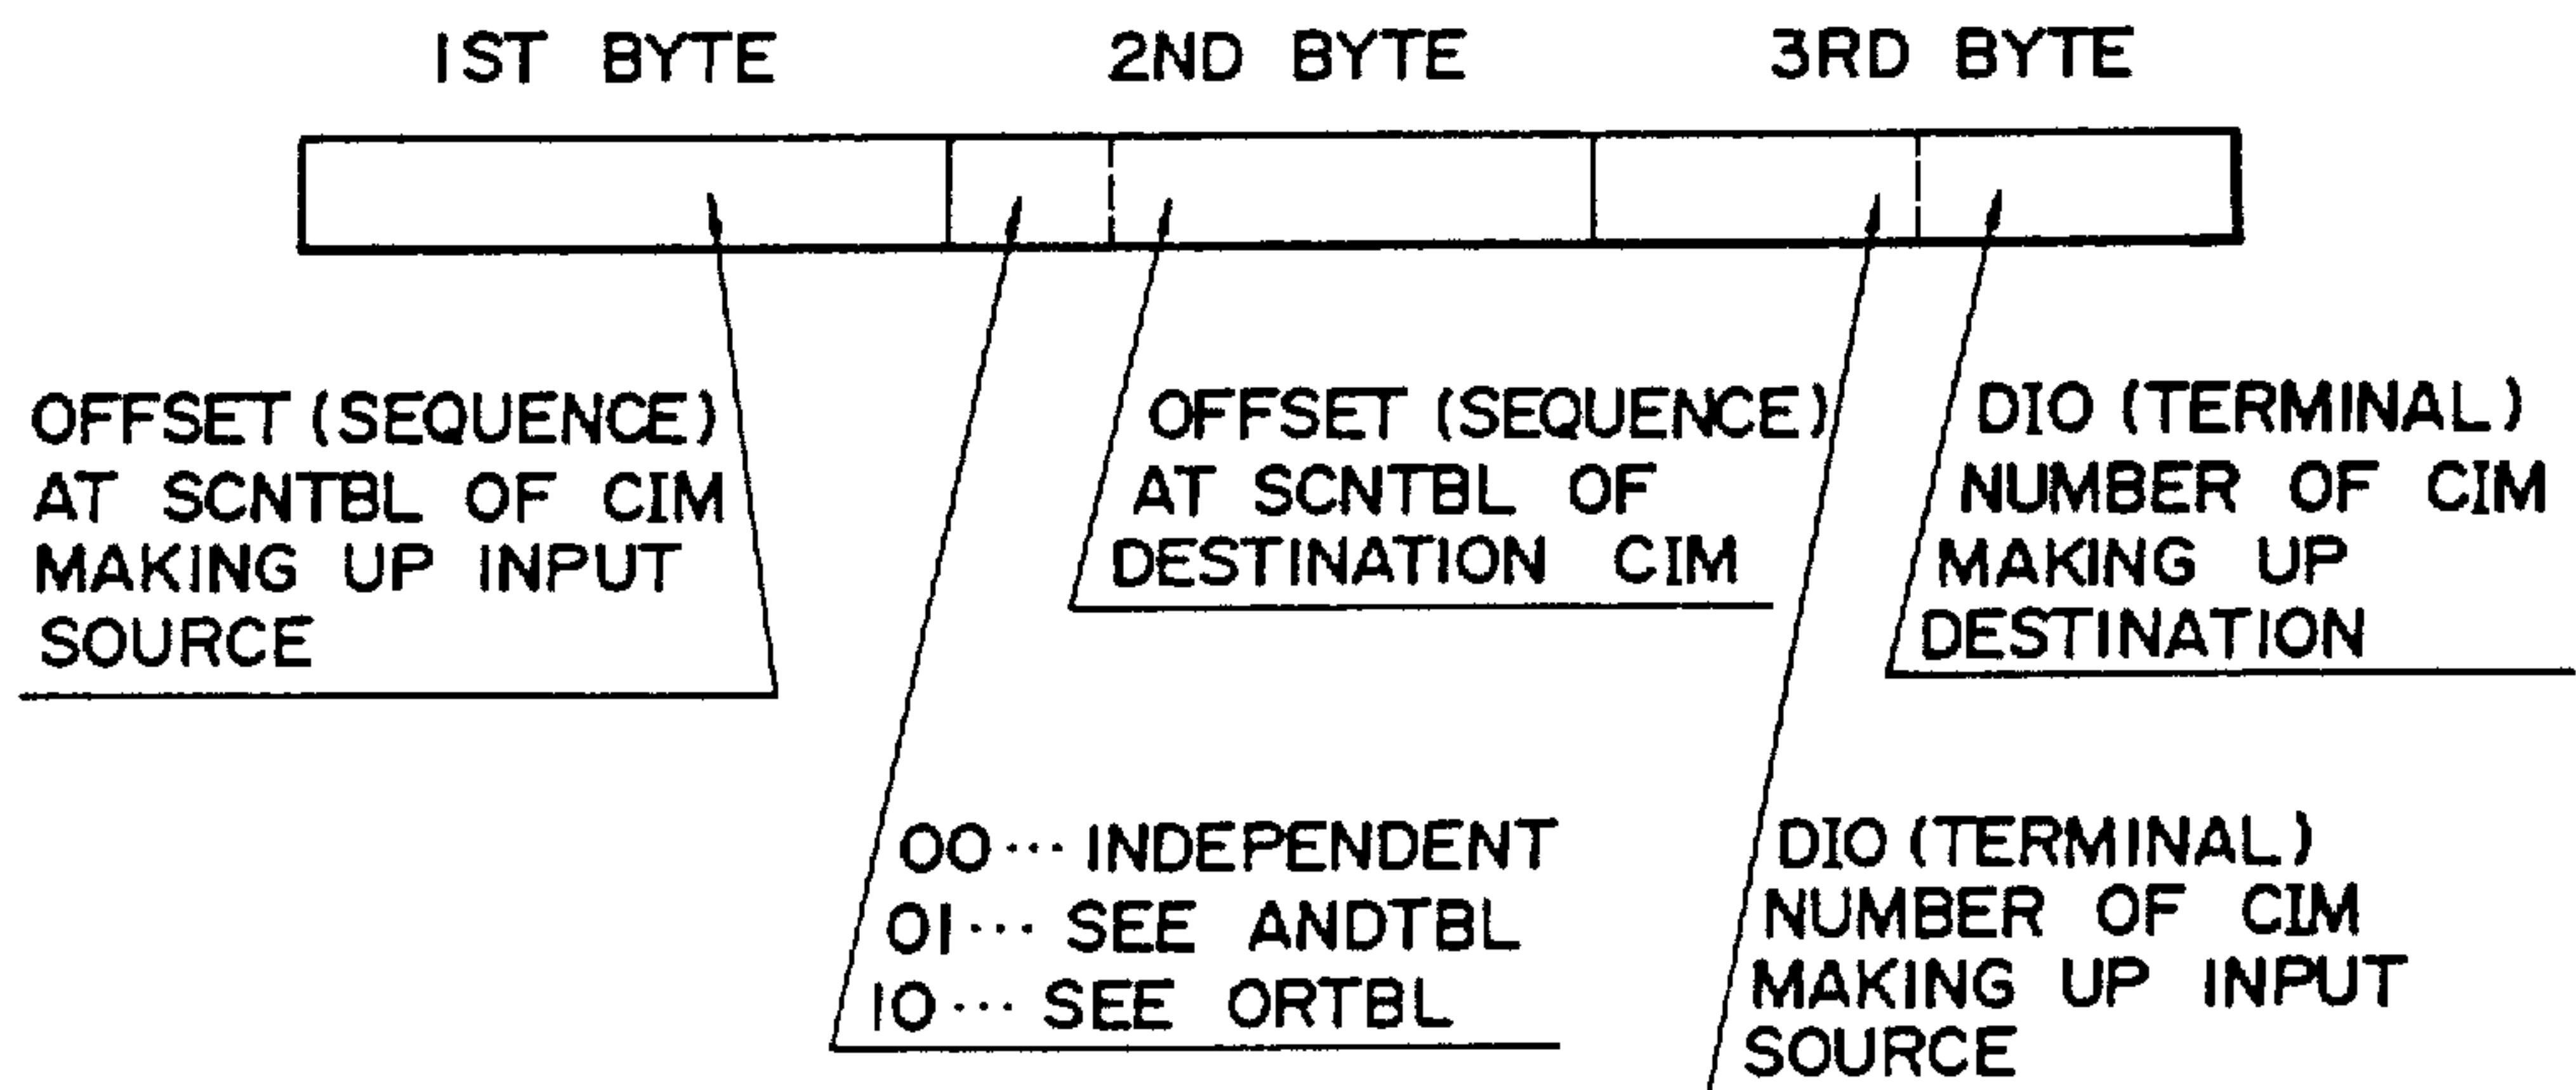 1ST BYTE 2ND BYTE 3RD BYTE
OFFSET (SEQUENCE)
AT SCNTBL OF CIM
MAKING UP INPUT
SOURCE
OFFSET (SEQUENCE)
AT SCNTBL OF
DESTINATION CIM
DIO (TERMINAL)
NUMBER OF CIM
MAKING UP
DESTINATION
00··· INDEPENDENT
01··· SEE ANDTBL
10··· SEE ORTBL
DIO (TERMINAL)
NUMBER OF CIM
MAKING UP INPUT
SOURCE